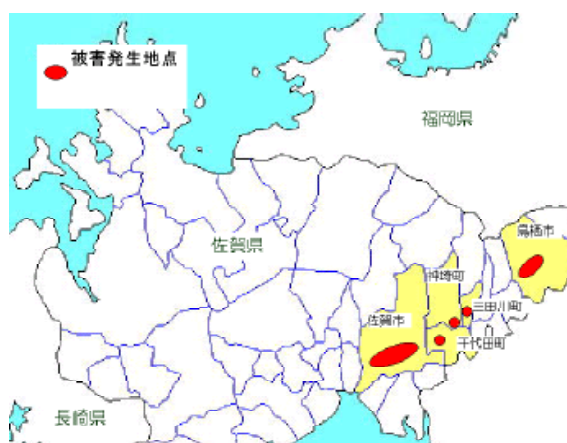 被害発生地点
福岡県
佐賀県
鳥栖市
神埼町
三田川町
佐賀市
千代田町
長崎県